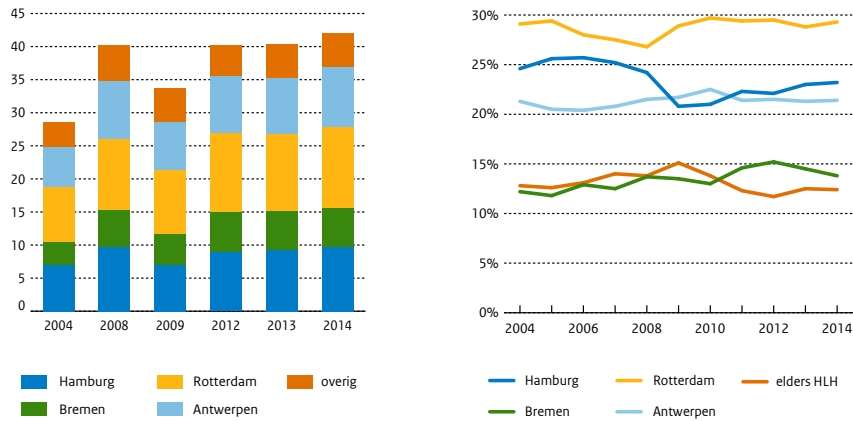 45
40
35
30
25
20
15
10
5
0
2004 2008 2009 2012 2013 2014
Hamburg Rotterdam overig
Bremen Antwerpen
30%
25%
20%
15%
10%
5%
0%
2004 2006 2008 2010 2012 2014
Hamburg Rotterdam elders HLH
Bremen Antwerpen